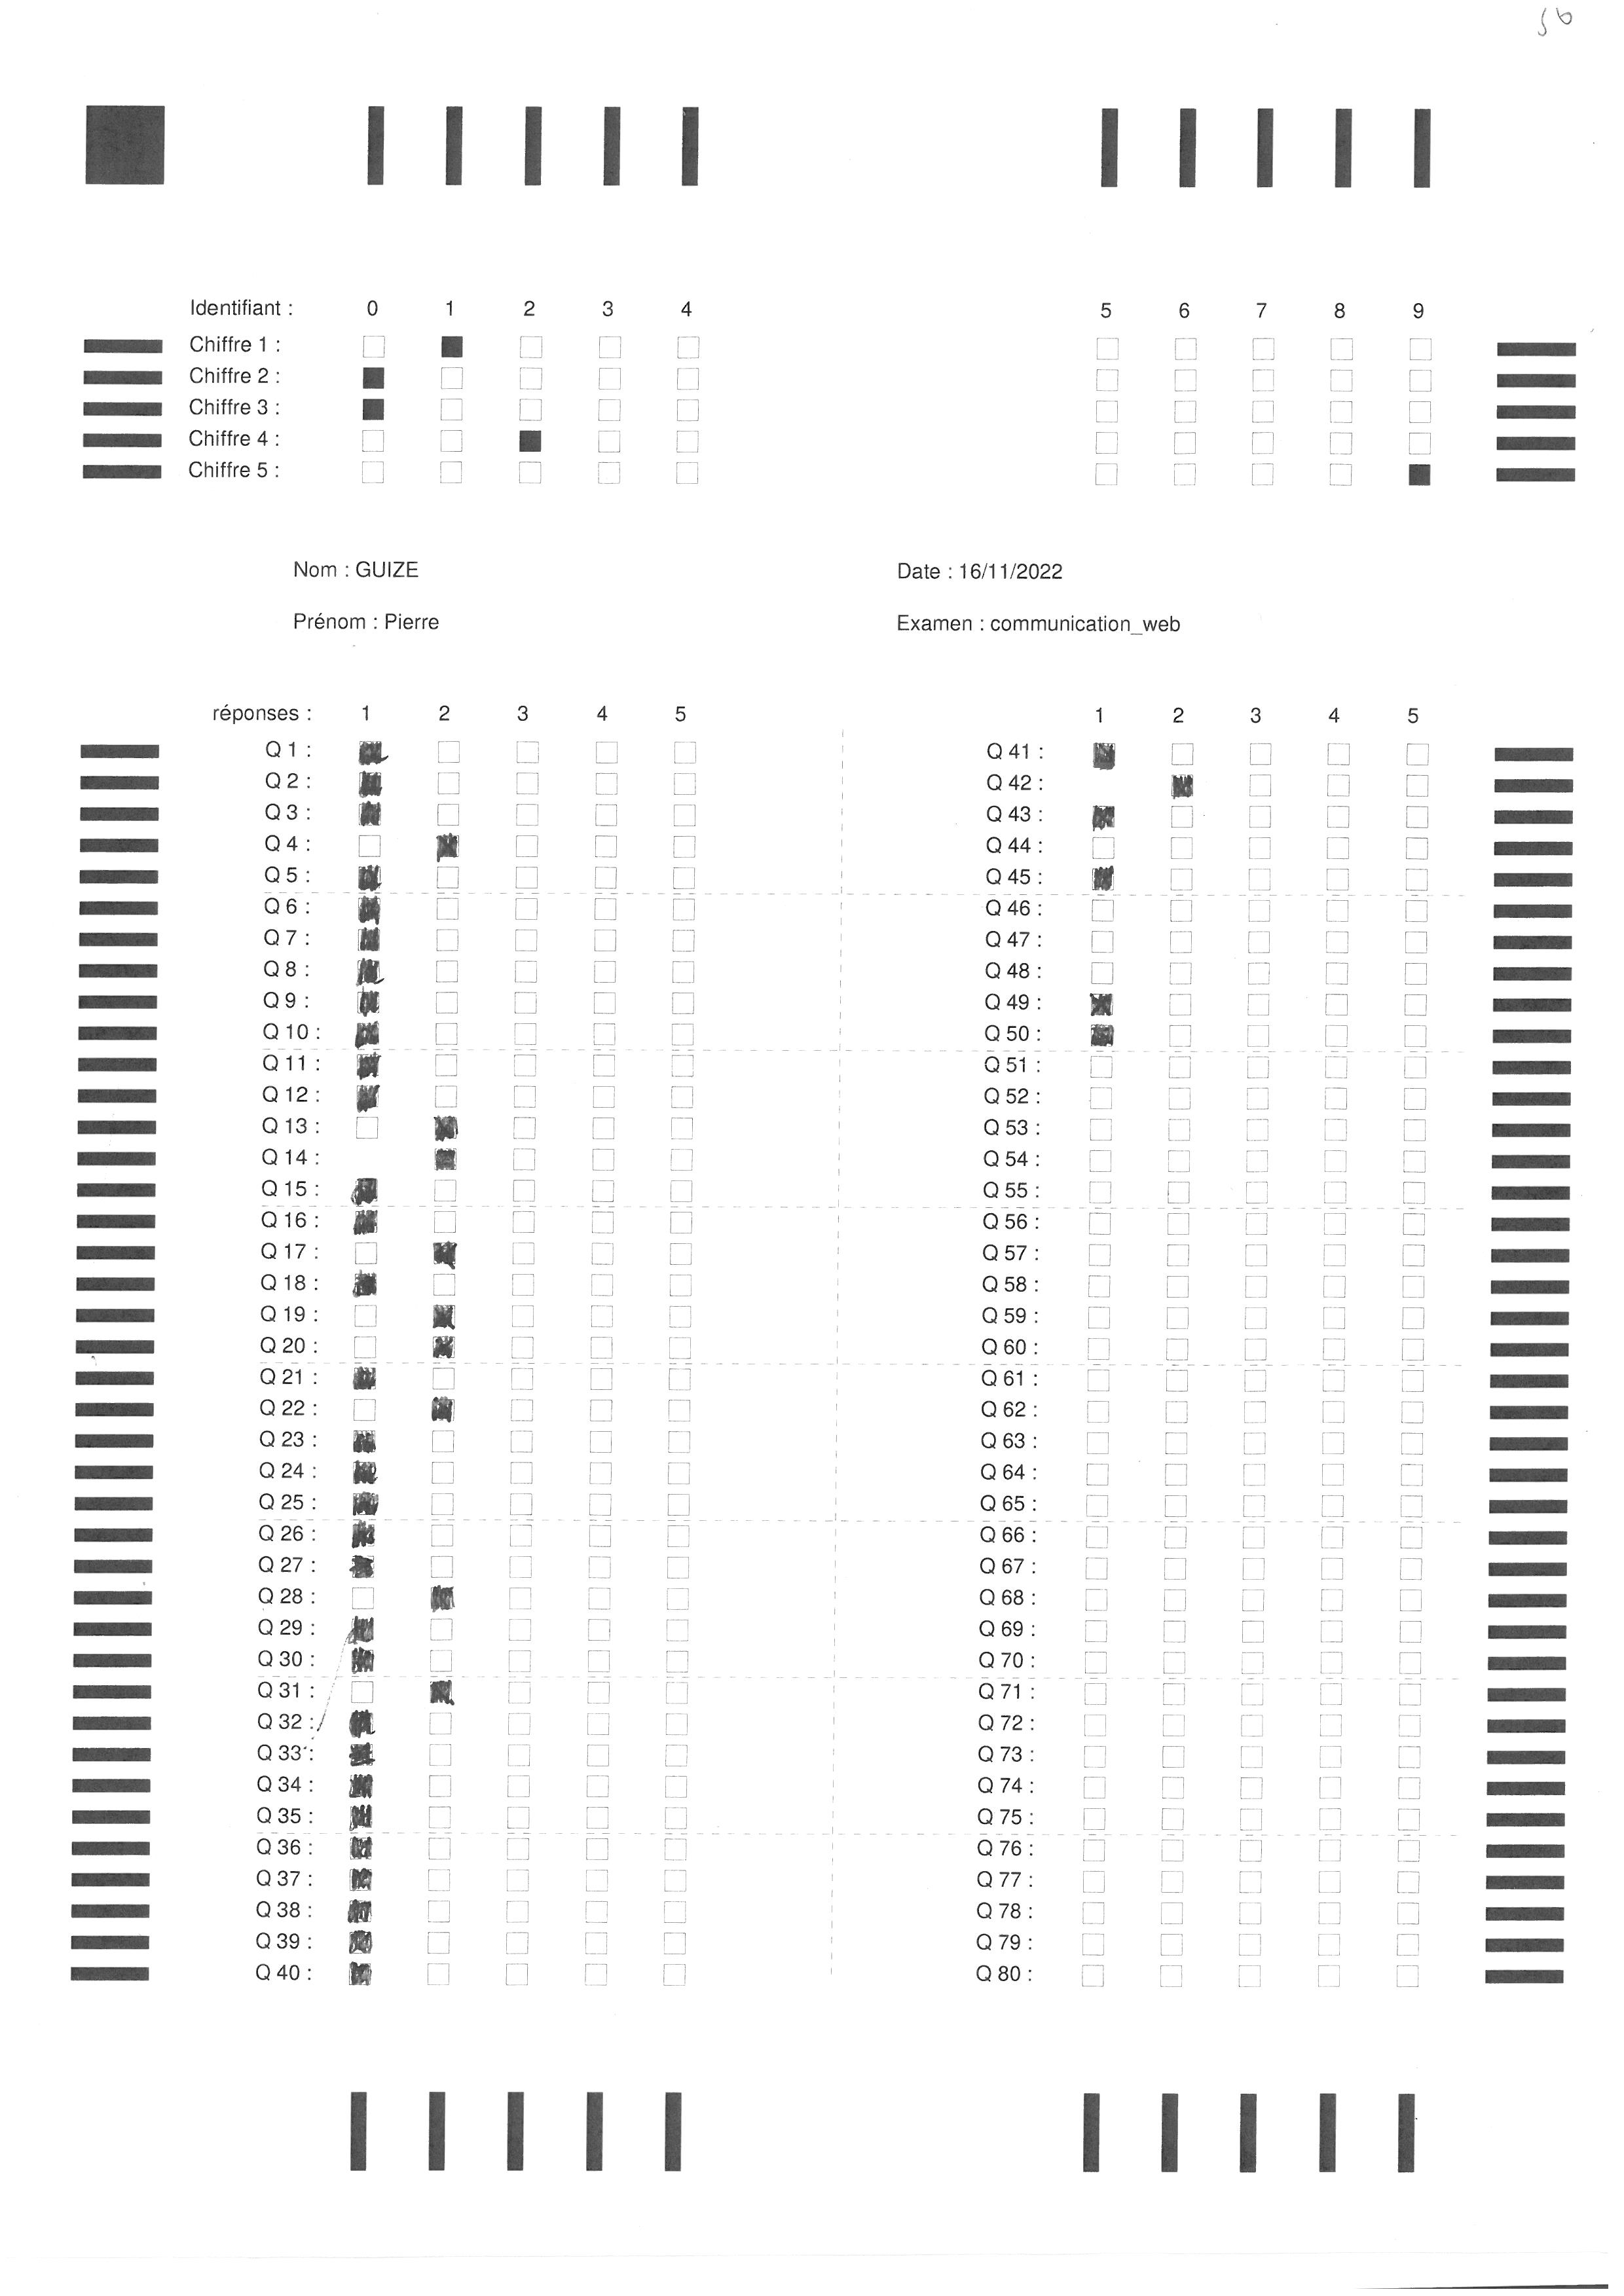 56
Identifiant : 0 1 2 3 4 5 6 7 8 9
Chiffre 1 :
Chiffre 2 :
Chiffre 3 :
Chiffre 4 :
Chiffre 5 :
Nom : GUIZE
Date : 16/11/2022
Prénom : Pierre
Examen : communication_web
réponses : 1 2 3 4 5
Q 1 :
Q 2 :
Q 3 :
Q 4 :
Q 5 :
Q 6 :
Q 7 :
Q 8 :
Q 9 :
Q 10 :
Q 11 :
Q 12 :
Q 13 :
Q 14 :
Q 15 :
Q 16 :
Q 17 :
Q 18 :
Q 19 :
Q 20 :
Q 21 :
Q 22 :
Q 23 :
Q 24 :
Q 25 :
Q 26 :
Q 27 :
Q 28 :
Q 29 :
Q 30 :
Q 31 :
Q 32 :
Q 33 :
Q 34 :
Q 35 :
Q 36 :
Q 37 :
Q 38 :
Q 39 :
Q 40 :
1 2 3 4 5
Q 41 :
Q 42 :
Q 43 :
Q 44 :
Q 45 :
Q 46 :
Q 47 :
Q 48 :
Q 49 :
Q 50 :
Q 51 :
Q 52 :
Q 53 :
Q 54 :
Q 55 :
Q 56 :
Q 57 :
Q 58 :
Q 59 :
Q 60 :
Q 61 :
Q 62 :
Q 63 :
Q 64 :
Q 65 :
Q 66 :
Q 67 :
Q 68 :
Q 69 :
Q 70 :
Q 71 :
Q 72 :
Q 73 :
Q 74 :
Q 75 :
Q 76 :
Q 77 :
Q 78 :
Q 79 :
Q 80 :